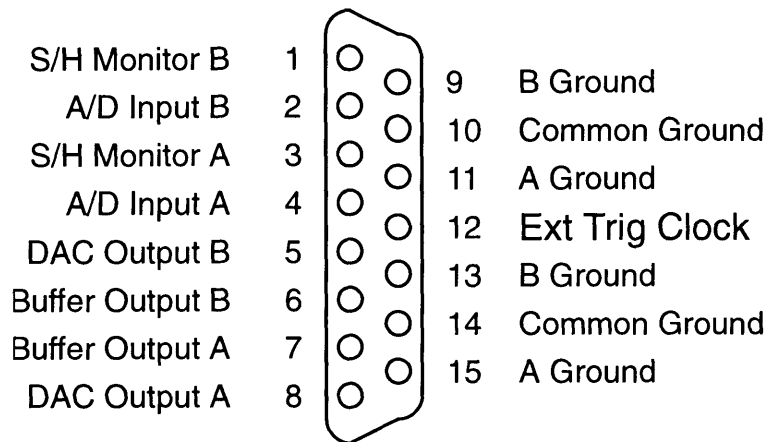 S/H Monitor B 1
A/D Input B 2
S/H Monitor A 3
A/D Input A 4
DAC Output B 5
Buffer Output B 6
Buffer Output A 7
DAC Output A 8
9 B Ground
10 Common Ground
11 A Ground
12 Ext Trig Clock
13 B Ground
14 Common Ground
15 A Ground